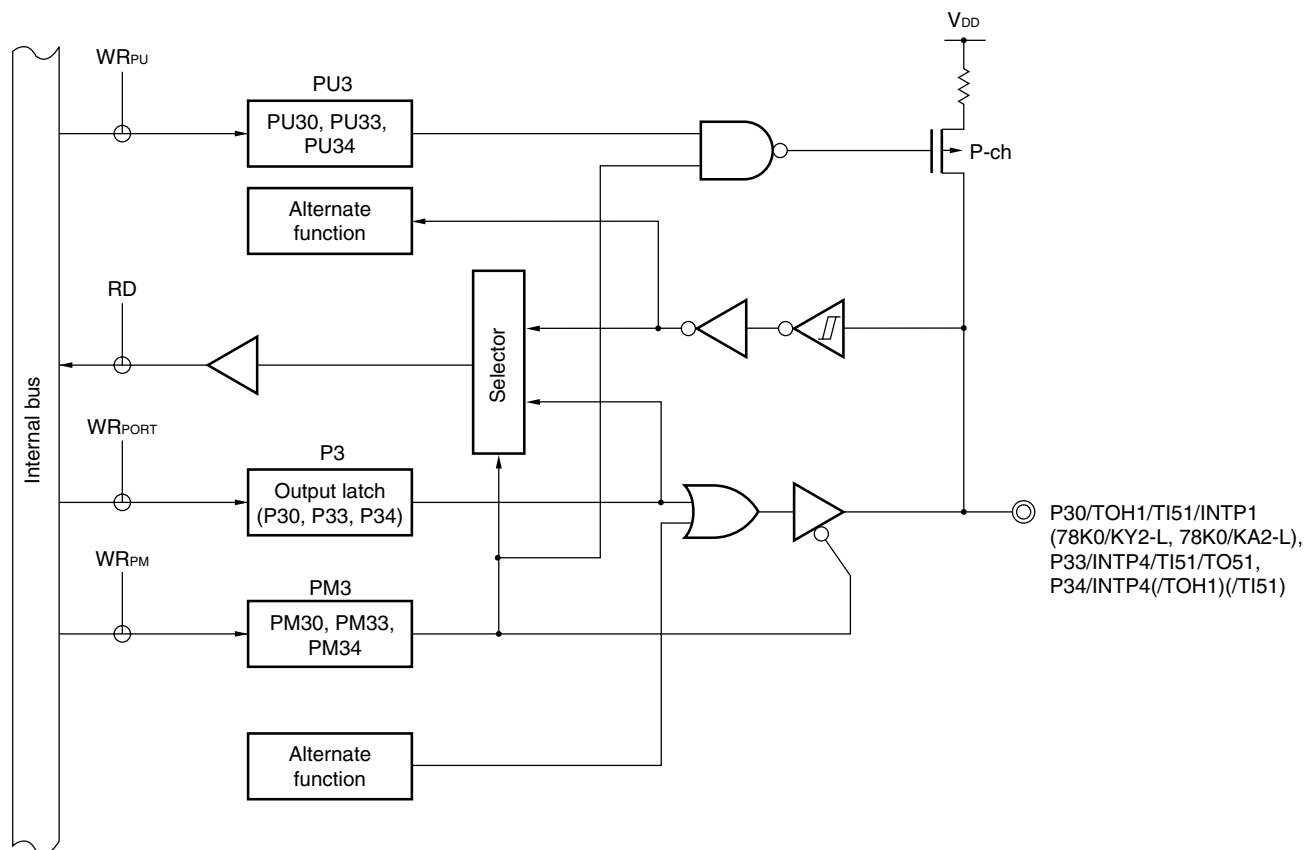 VDD
WRPU
PU3
PU30, PU33,
PU34
P-ch
Alternate
function
RD
Selector
Internal bus
WRPORT
P3
Output latch
(P30, P33, P34)
P30/TOH1/TI51/INTP1
(78K0/KY2-L, 78K0/KA2-L),
P33/INTP4/TI51/TO51,
P34/INTP4(/TOH1)(/TI51)
WRPM
PM3
PM30, PM33,
PM34
Alternate
function